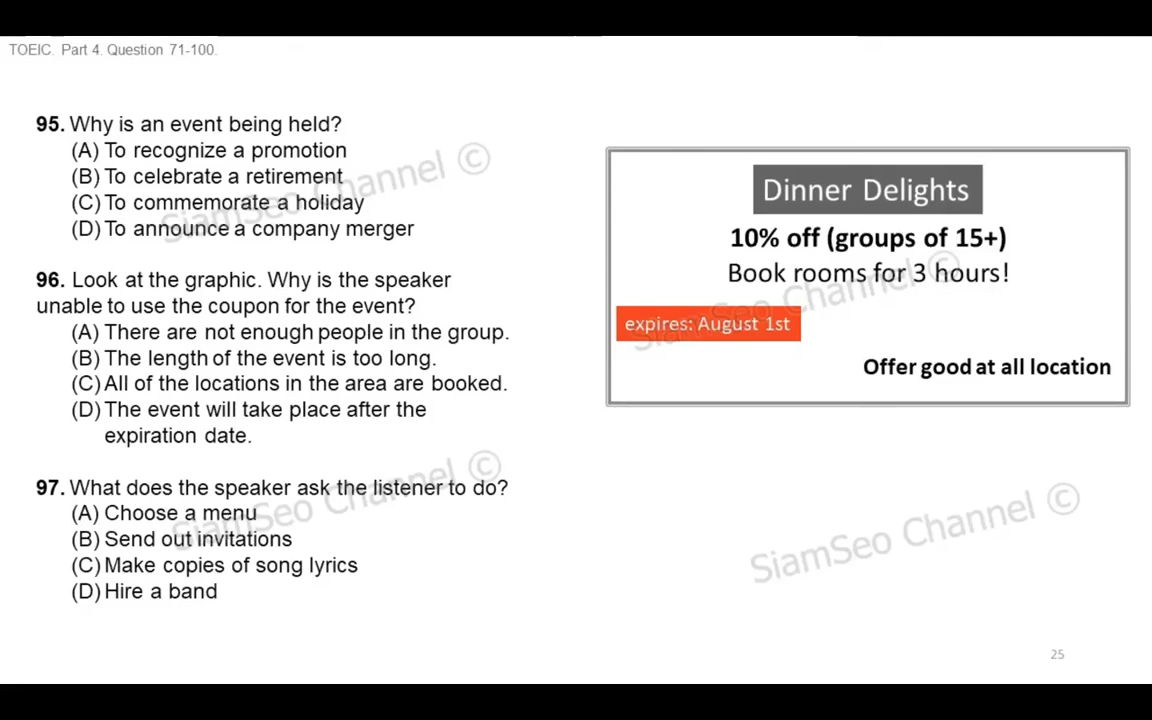 TOEIC. Part 4. Question 71-100.
95. Why is an event being held?
(A) To recognize a promotion
(B) To celebrate a retirement
(C) To commemorate a holiday
(D) To announce a company merger
96. Look at the graphic. Why is the speaker
unable to use the coupon for the event?
(A) There are not enough people in the group.
(B) The length of the event is too long.
(C) All of the locations in the area are booked.
(D) The event will take place after the
expiration date.
97. What does the speaker ask the listener to do?
(A) Choose a menu
(B) Send out invitations
(C) Make copies of song lyrics
(D) Hire a band
Dinner Delights
10% off (groups of 15+)
Book rooms for 3 hours!
expires: August 1st
Offer good at all location
SiamSeo Channel ©
SiamSeo Channel ©
SiamSeo Channel ©
SiamSeo Channel ©
25